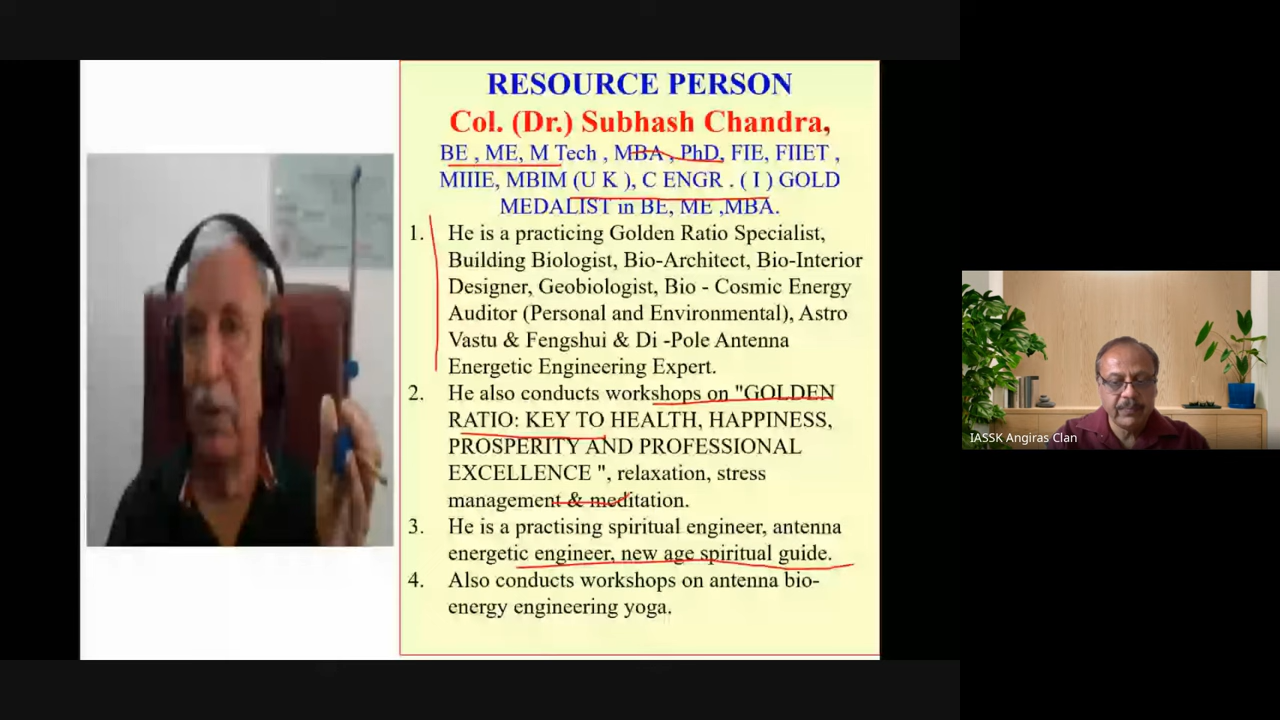 RESOURCE PERSON
Col. (Dr.) Subhash Chandra,
BE , ME, M Tech , MBA , PhD, FIE, FIIET ,
MIIIE, MBIM (U K ), C ENGR . ( I ) GOLD
MEDALIST in BE, ME ,MBA.
1. He is a practicing Golden Ratio Specialist,
Building Biologist, Bio-Architect, Bio-Interior
Designer, Geobiologist, Bio - Cosmic Energy
Auditor (Personal and Environmental), Astro
Vastu & Fengshui & Di -Pole Antenna
Energetic Engineering Expert.
2. He also conducts workshops on "GOLDEN
RATIO: KEY TO HEALTH, HAPPINESS,
PROSPERITY AND PROFESSIONAL
EXCELLENCE ", relaxation, stress
management & meditation.
3. He is a practising spiritual engineer, antenna
energetic engineer, new age spiritual guide.
4. Also conducts workshops on antenna bio-
energy engineering yoga.
IASSK Angiras Clan